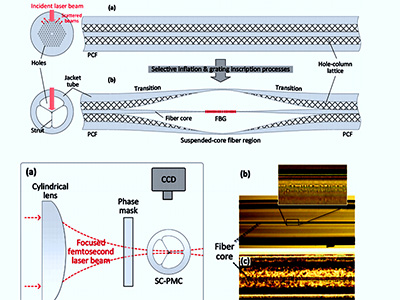 Incident laser beam
(a)
Scattered
beams
Holes
PCF
PCF
Hole-column
lattice
Jacket
tube
Selective inflation & grating inscription processes
(b)
Transition
Transition
Fiber core
FBG
Strut
PCF
PCF
Suspended-core fiber region
(a)
CCD
(b)
Cylindrical
lens
Phase
mask
Focused
femtosecond
laser beam
SC-PMC
Fiber
core
(c)